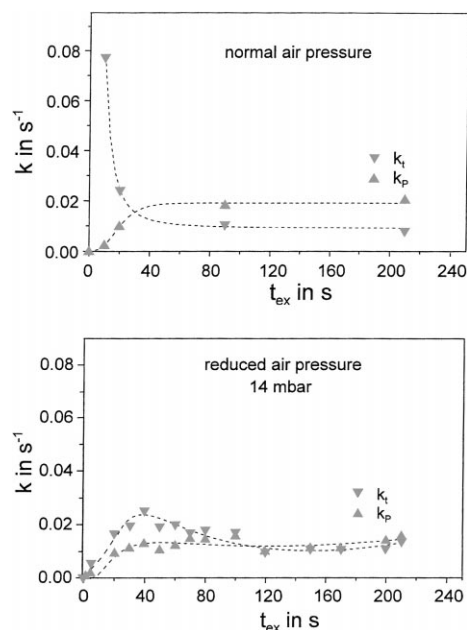 normal air pressure
0.08
0.06
0.04
0.02
0.00
k in s⁻¹
kt
kP
0 40 80 120 160 200 240
tex in s
reduced air pressure
14 mbar
0.08
0.06
0.04
0.02
0.00
k in s⁻¹
kt
kP
0 40 80 120 160 200 240
tex in s